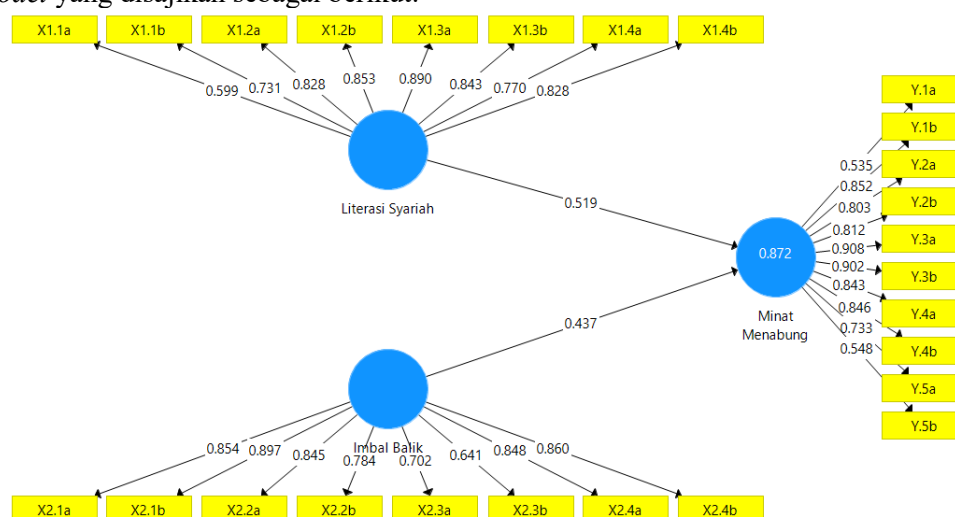 yang disajikan sebagai berikut:
X1.1a X1.1b X1.2a X1.2b X1.3a X1.3b X1.4a X1.4b
0.599 0.731 0.828 0.853 0.890 0.843 0.770 0.828
Literasi Syariah
0.519
Y.1a
Y.1b
Y.2a
Y.2b
Y.3a
Y.3b
Y.4a
Y.4b
Y.5a
Y.5b
0.535
0.852
0.803
0.812
0.908
0.902
0.843
0.846
0.733
0.548
0.872
Minat
Menabung
0.437
Imbal Balik
0.854 0.897 0.845 0.784 0.702 0.641 0.848 0.860
X2.1a X2.1b X2.2a X2.2b X2.3a X2.3b X2.4a X2.4b